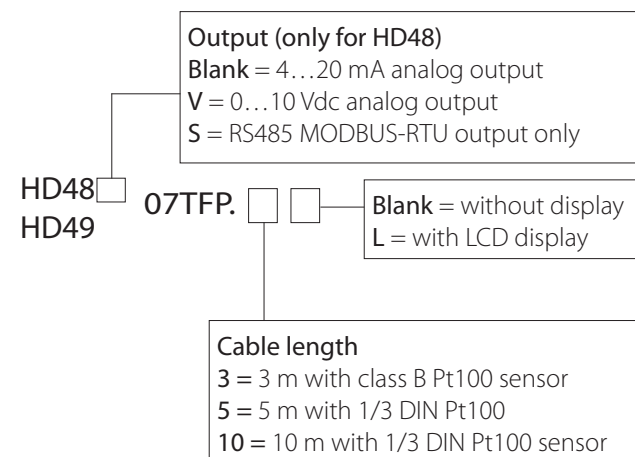 Output (only for HD48)
Blank = 4…20 mA analog output
V = 0…10 Vdc analog output
S = RS485 MODBUS-RTU output only
HD48
HD49
07TFP.
Blank = without display
L = with LCD display
Cable length
3 = 3 m with class B Pt100 sensor
5 = 5 m with 1/3 DIN Pt100
10 = 10 m with 1/3 DIN Pt100 sensor